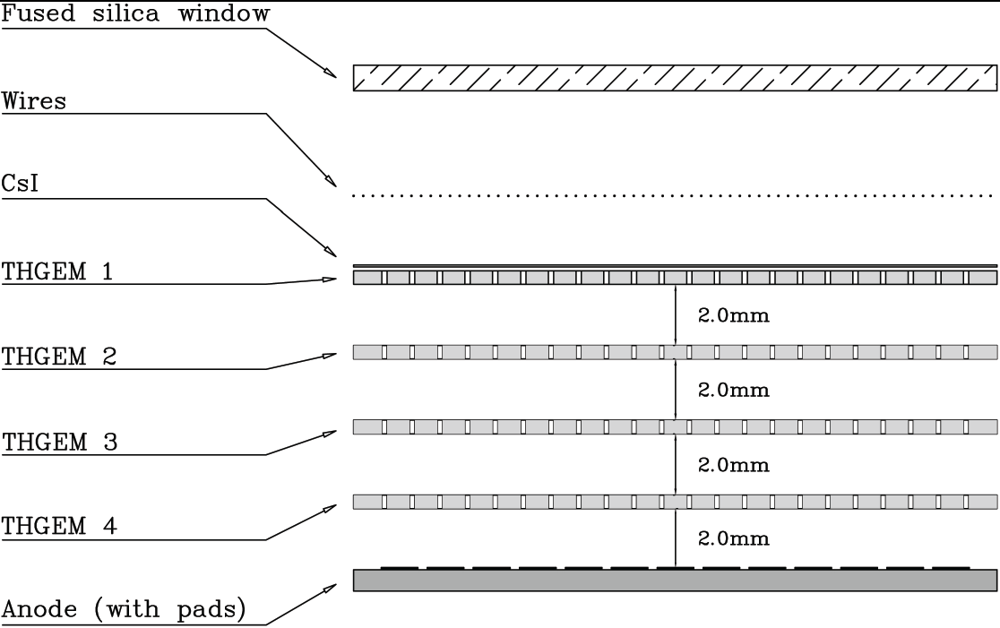 Fused silica window
Wires
CsI
THGEM 1
2.0mm
THGEM 2
2.0mm
THGEM 3
2.0mm
THGEM 4
2.0mm
Anode (with pads)